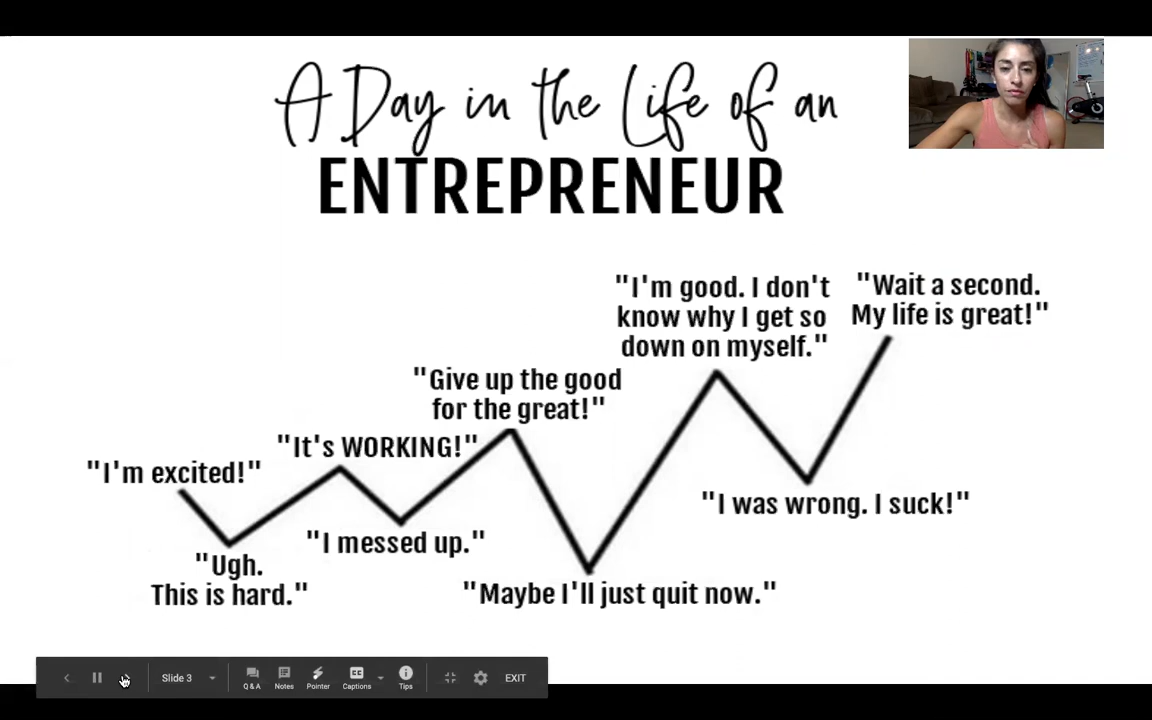 A Day in the Life of an
ENTREPRENEUR
"I'm excited!"
"Ugh.
This is hard."
"It's WORKING!"
"I messed up."
"Give up the good
for the great!"
"Maybe I'll just quit now."
"I'm good. I don't
know why I get so
down on myself."
"I was wrong. I suck!"
"Wait a second.
My life is great!"
Slide 3
Q & A
Notes
Pointer
CC
Captions
Tips
EXIT